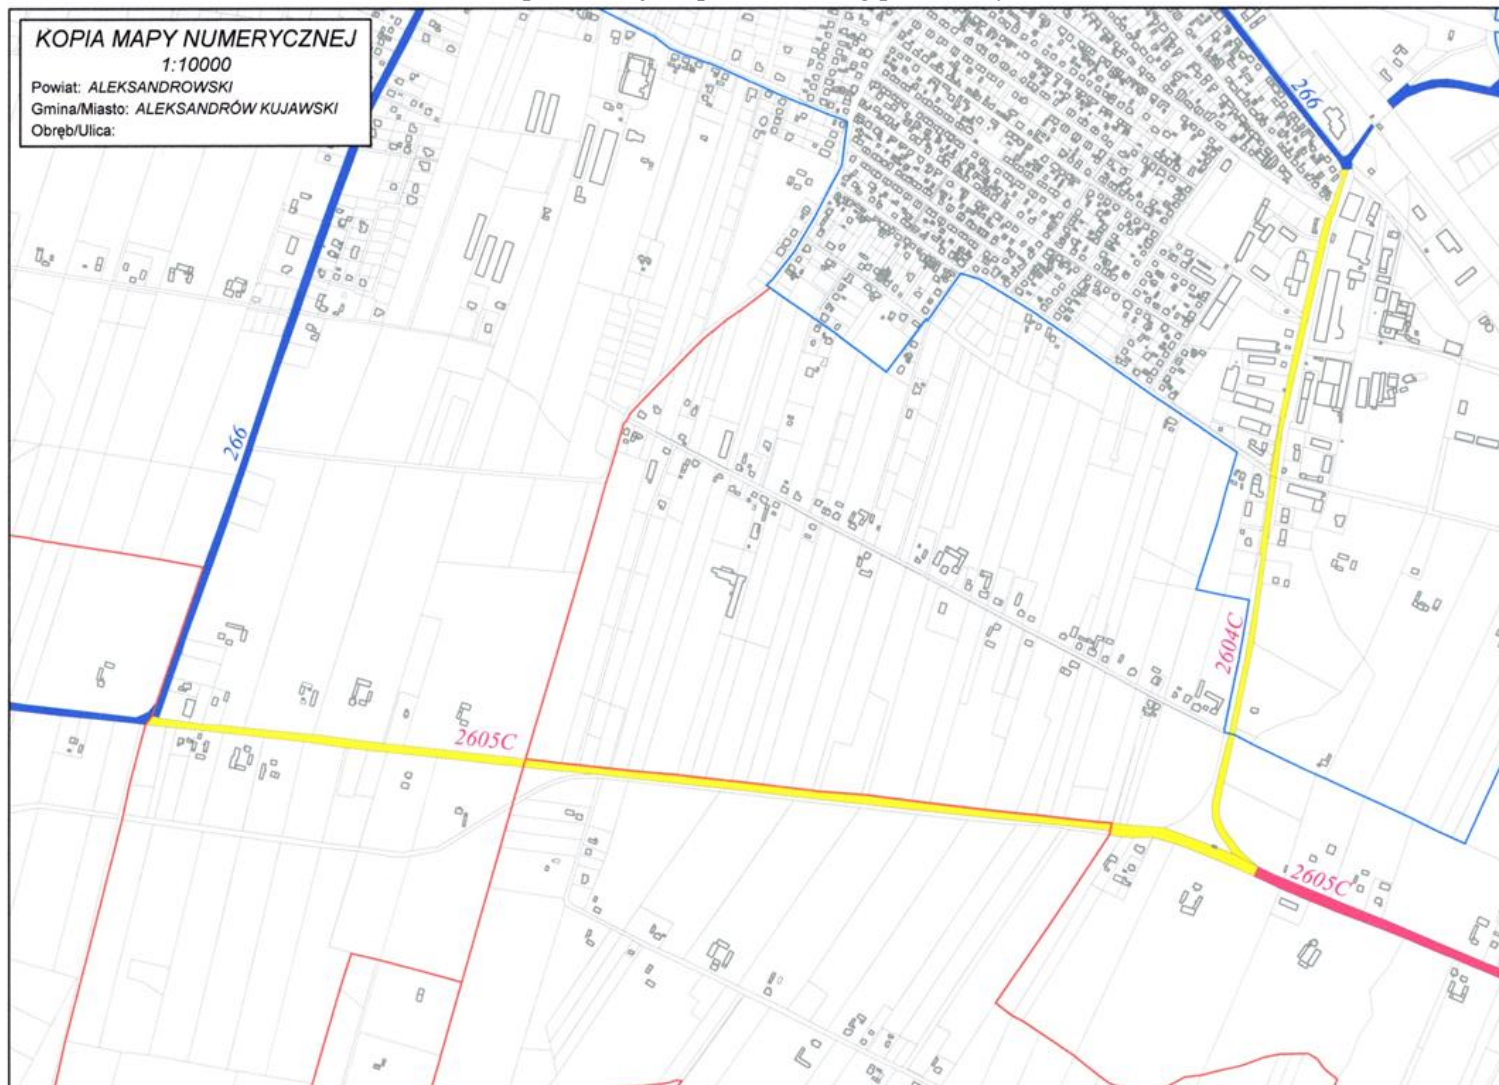 KOPIA MAPY NUMERYCZNEJ
1:10000
Powiat: ALEKSANDROWSKI
Gmina/Miasto: ALEKSANDRÓW KUJAWSKI
Obręb/Ulica:
266
266
2604C
2605C
2605C